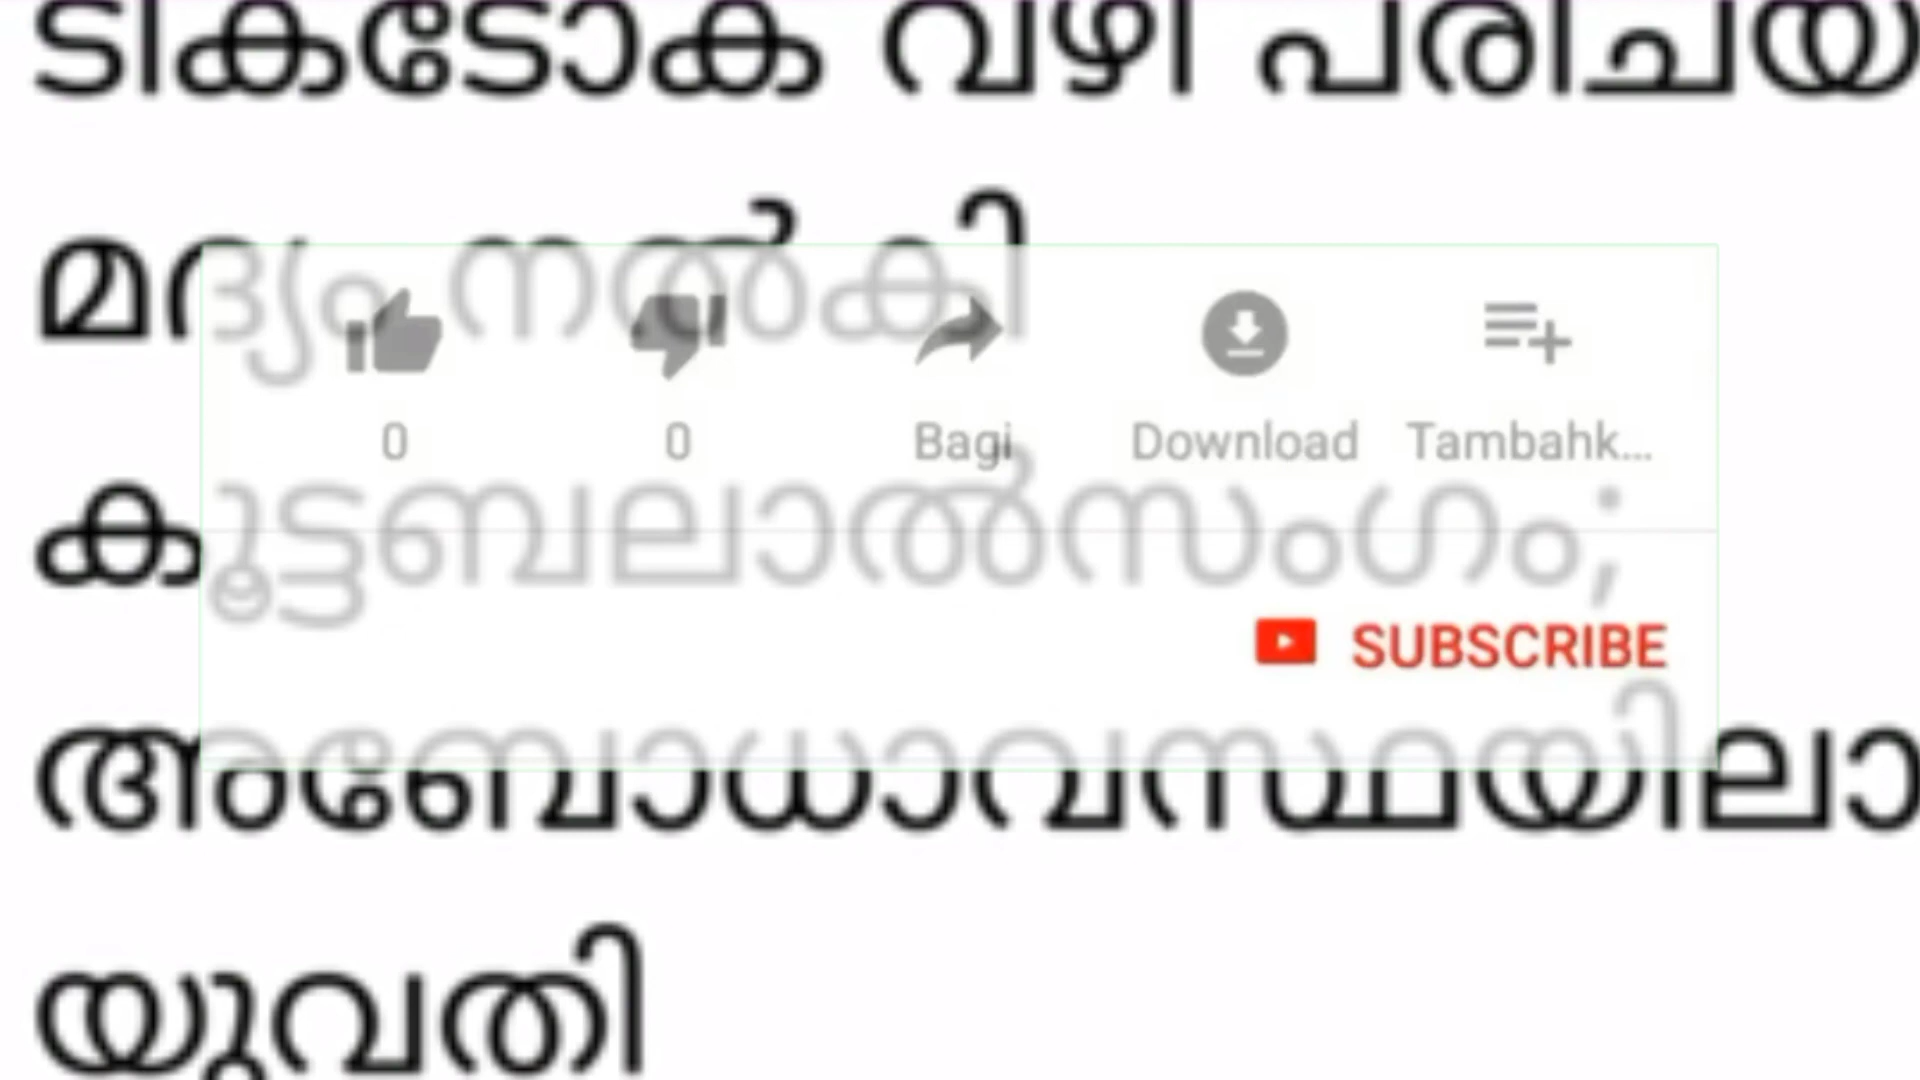 ടികടോക വഴി പരിചയ
മദ്യം നൽകി
0 0 Bagi Download Tambahk...
കൂട്ടബലാൽസംഗം;
SUBSCRIBE
അബോധാവസ്ഥയിലാ
യുവതി